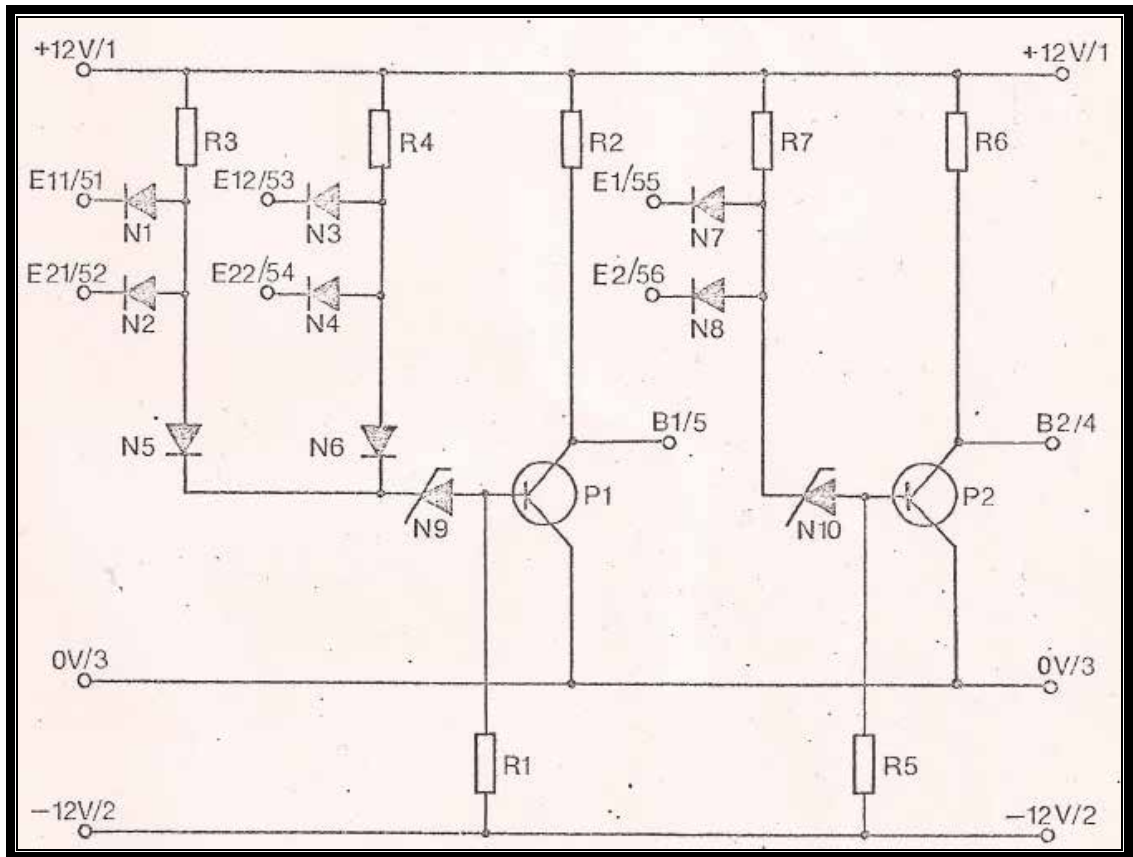 +12V/1
+12V/1
R3
R4
R2
R7
R6
E11/51
E12/53
E1/55
N1
N3
N7
E21/52
E22/54
E2/56
N2
N4
N8
B1/5
B2/4
N5
N6
P1
P2
N9
N10
0V/3
0V/3
R1
R5
-12V/2
-12V/2